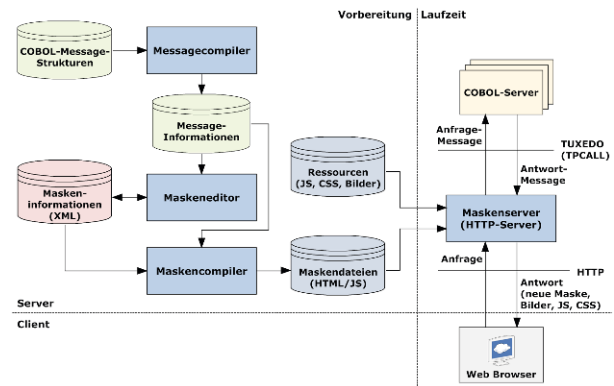 Vorbereitung
Laufzeit
COBOL-Message-
Strukturen
Messagecompiler
COBOL-Server
Message-
Informationen
Anfrage-
Message
TUXEDO
(TPCALL)
Ressourcen
(JS, CSS, Bilder)
Antwort-
Message
Masken-
informationen
(XML)
Maskeneditor
Maskenserver
(HTTP-Server)
Maskencompiler
Maskendateien
(HTML/JS)
Anfrage
HTTP
Antwort
(neue Maske,
Bilder, JS, CSS)
Server
Client
Web Browser